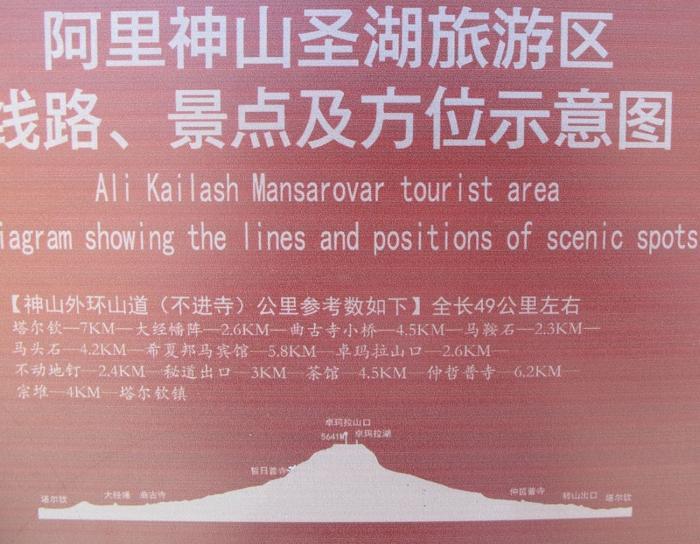 阿里神山圣湖旅游区
线路、景点及方位示意图
Ali Kailash Mansarovar tourist area
iagram showing the lines and positions of scenic spots
【神山外环山道（不进寺）公里参考数如下】全长49公里左右
塔尔钦—7KM—大经幡阵—2.6KM—曲古寺小桥—4.5KM—马鞍石—2.3KM—
马头石—4.2KM—希夏邦马宾馆—5.8KM—卓玛拉山口—2.6KM—
不动地钉—2.4KM—秘道出口—3KM—茶馆—4.5KM—仲哲普寺—6.2KM—
宗堆—4KM—塔尔钦镇
卓玛拉山口
5641M 卓玛拉湖
哲日普寺
塔尔钦 大经幡 曲古寺 仲哲普寺 转山出口 塔尔钦